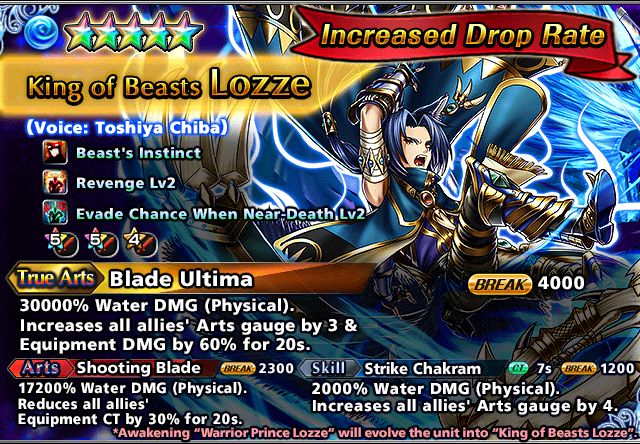 Increased Drop Rate
King of Beasts Lozze
(Voice: Toshiya Chiba)
Beast's Instinct
Revenge Lv2
Evade Chance When Near-Death Lv2
5 5 4
True Arts Blade Ultima
BREAK 4000
30000% Water DMG (Physical).
Increases all allies' Arts gauge by 3 &
Equipment DMG by 60% for 20s.
Arts Shooting Blade BREAK 2300
17200% Water DMG (Physical).
Reduces all allies'
Equipment CT by 30% for 20s.
Skill Strike Chakram CT 7s BREAK 1200
2000% Water DMG (Physical).
Increases all allies' Arts gauge by 4.
*Awakening "Warrior Prince Lozze" will evolve the unit into "King of Beasts Lozze".